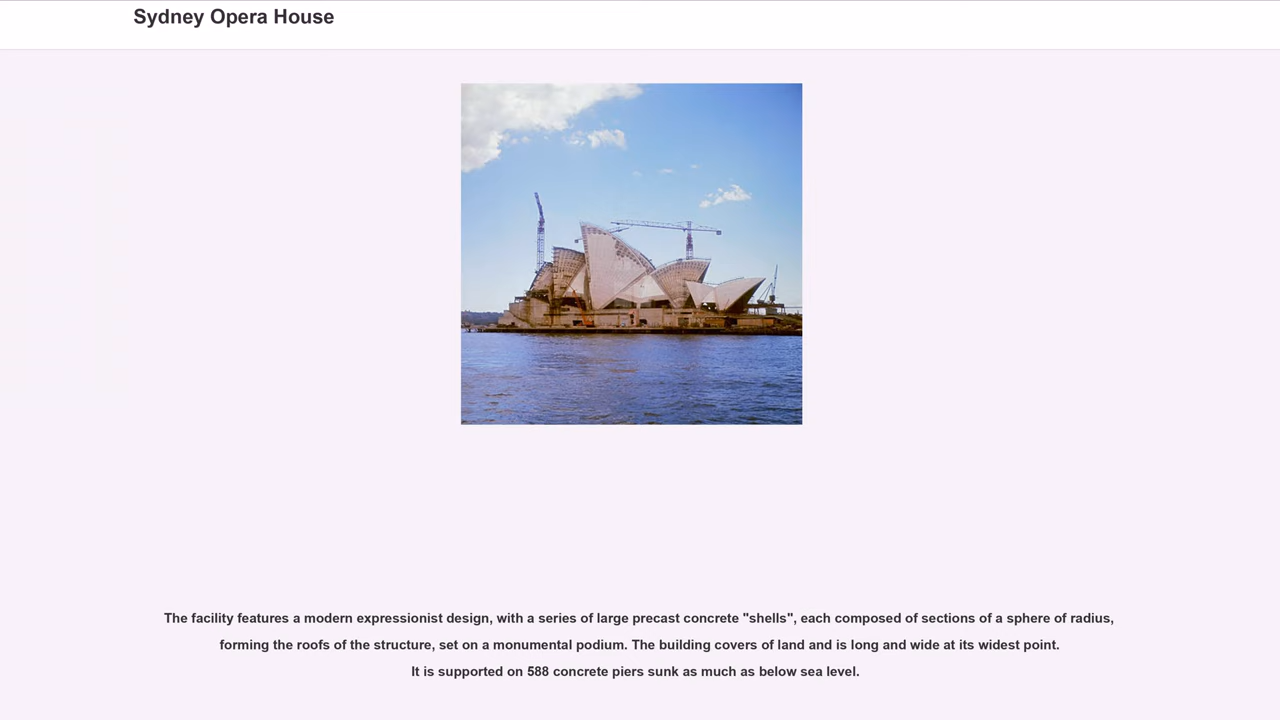 Sydney Opera House
The facility features a modern expressionist design, with a series of large precast concrete "shells", each composed of sections of a sphere of radius,
forming the roofs of the structure, set on a monumental podium. The building covers of land and is long and wide at its widest point.
It is supported on 588 concrete piers sunk as much as below sea level.